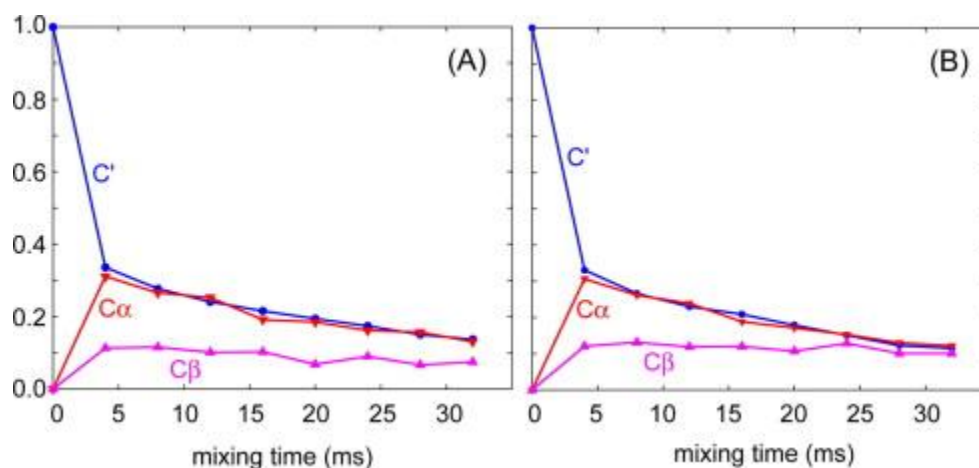 1.0
(A)
(B)
0.8
C'
C'
0.6
0.4
Cα
Cα
0.2
Cβ
Cβ
0.0
0 5 10 15 20 25 30 0 5 10 15 20 25 30
mixing time (ms) mixing time (ms)